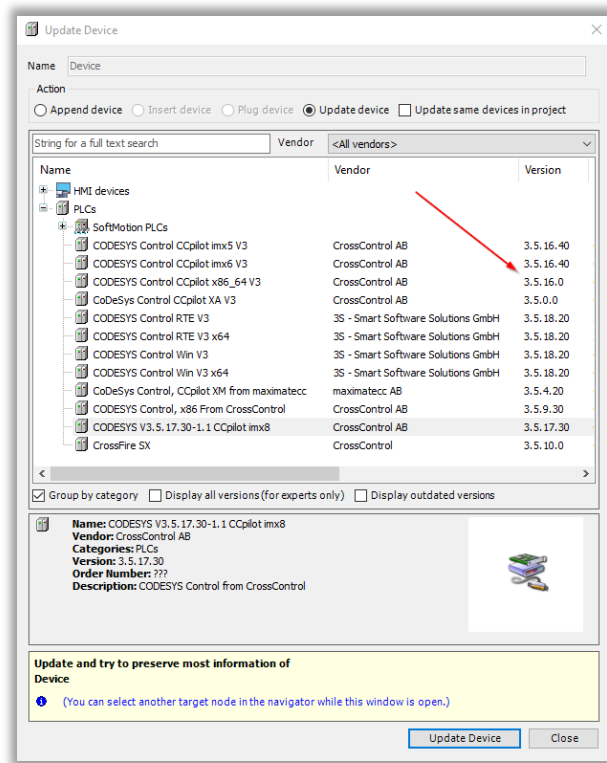 Update Device
Name Device
Action
Append device Insert device Plug device Update device Update same devices in project
String for a full text search Vendor <All vendors>
Name Vendor Version
HMI devices
PLCs
SoftMotion PLCs
CODESYS Control CCpilot imx5 V3 CrossControl AB 3.5.16.40
CODESYS Control CCpilot imx6 V3 CrossControl AB 3.5.16.40
CODESYS Control CCpilot x86_64 V3 CrossControl AB 3.5.16.0
CoDeSys Control CCpilot XA V3 CrossControl AB 3.5.0.0
CODESYS Control RTE V3 3S - Smart Software Solutions GmbH 3.5.18.20
CODESYS Control RTE V3 x64 3S - Smart Software Solutions GmbH 3.5.18.20
CODESYS Control Win V3 3S - Smart Software Solutions GmbH 3.5.18.20
CODESYS Control Win V3 x64 3S - Smart Software Solutions GmbH 3.5.18.20
CoDeSys Control, CCpilot XM from maximatecc maximatecc AB 3.5.4.20
CODESYS Control, x86 From CrossControl CrossControl AB 3.5.9.30
CODESYS V3.5.17.30-1.1 CCpilot imx8 CrossControl AB 3.5.17.30
CrossFire SX CrossControl 3.5.10.0
Group by category Display all versions (for experts only) Display outdated versions
Name: CODESYS V3.5.17.30-1.1 CCpilot imx8
Vendor: CrossControl AB
Categories: PLCs
Version: 3.5.17.30
Order Number: ???
Description: CODESYS Control from CrossControl
Update and try to preserve most information of
Device
(You can select another target node in the navigator while this window is open.)
Update Device Close